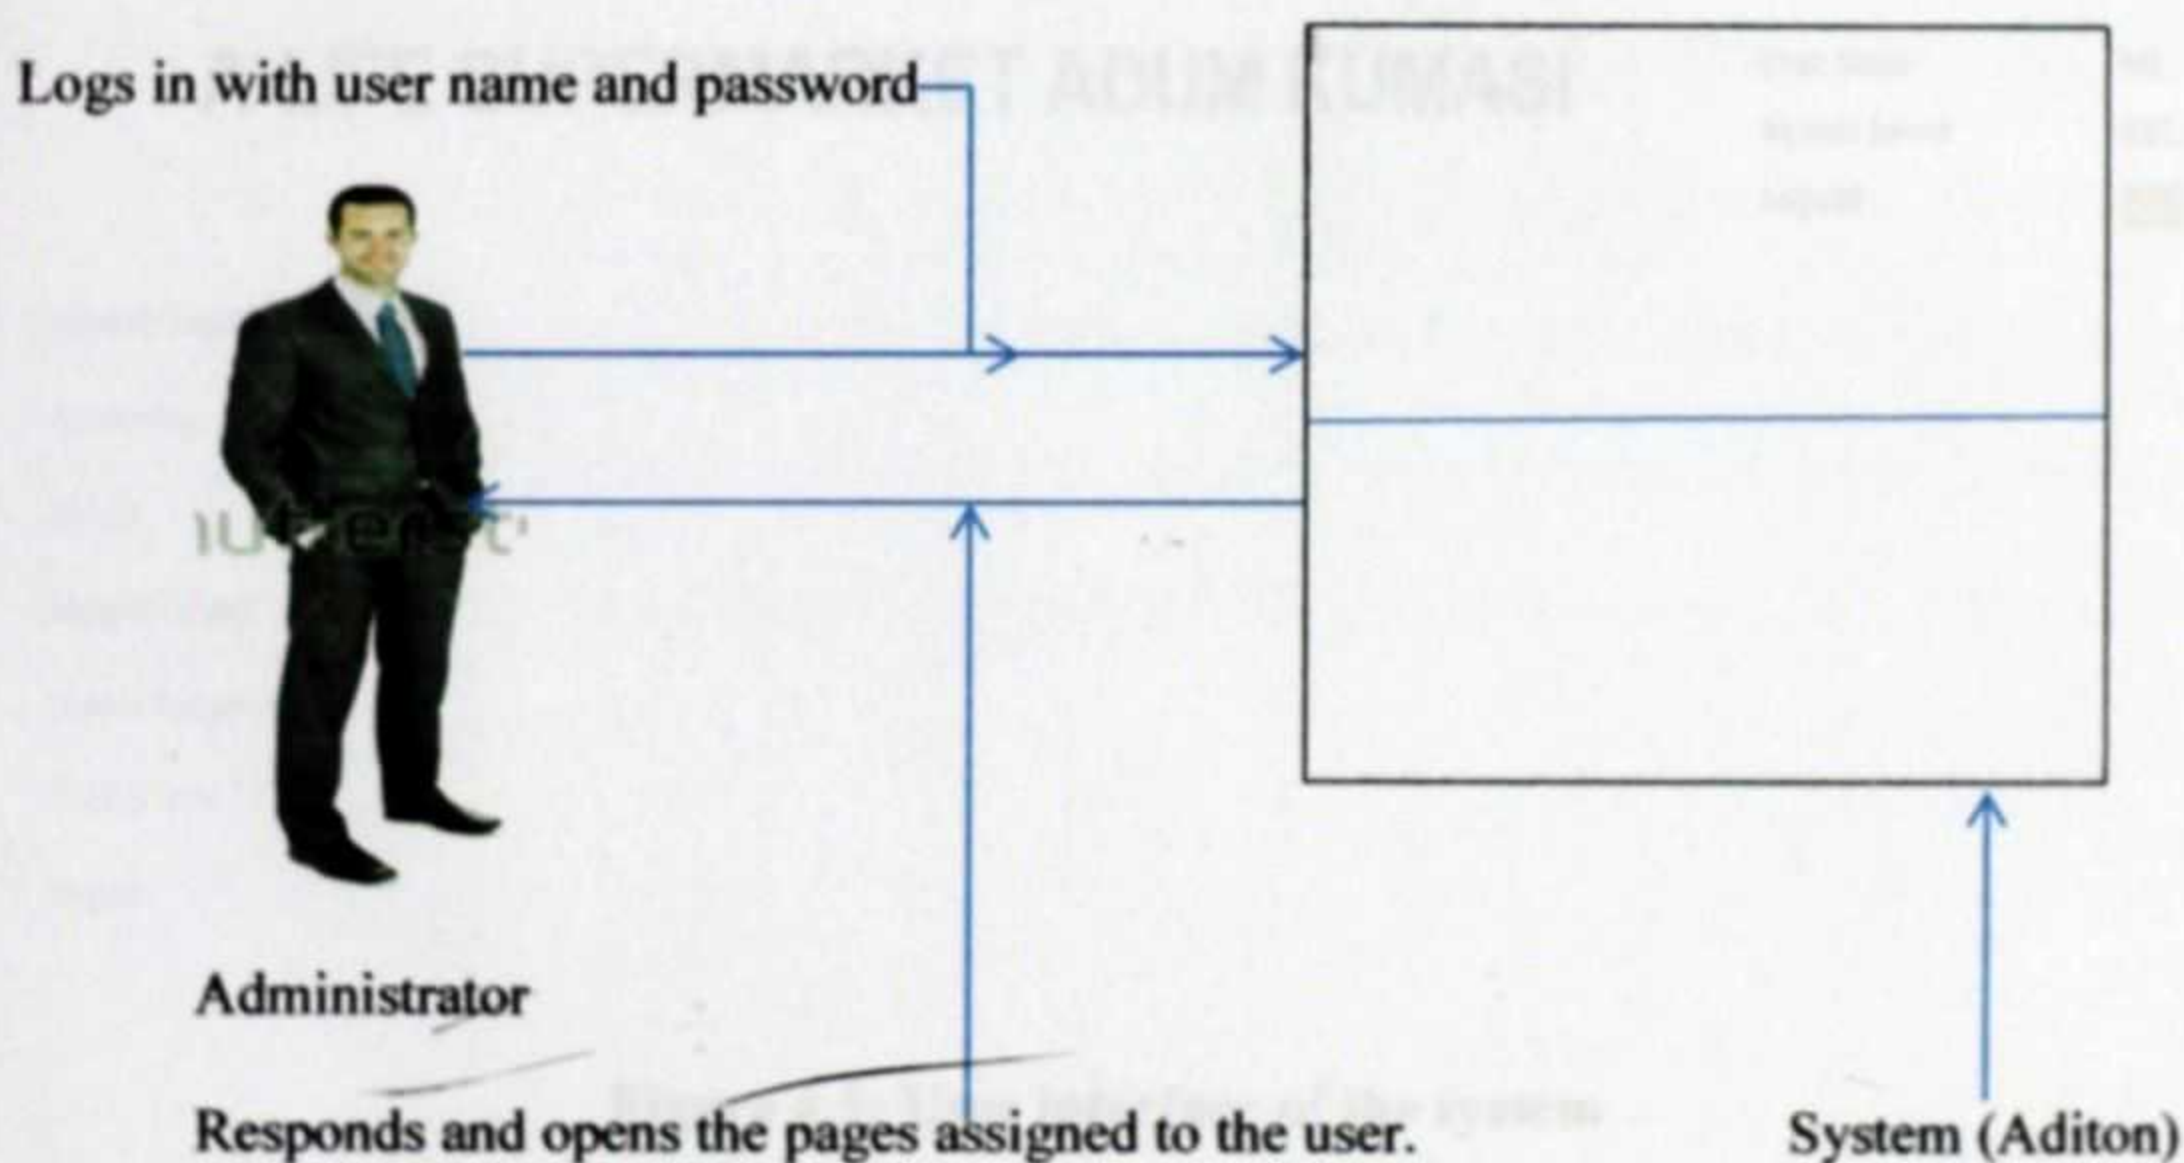 Logs in with user name and password
Administrator
Responds and opens the pages assigned to the user.
System (Aditon)